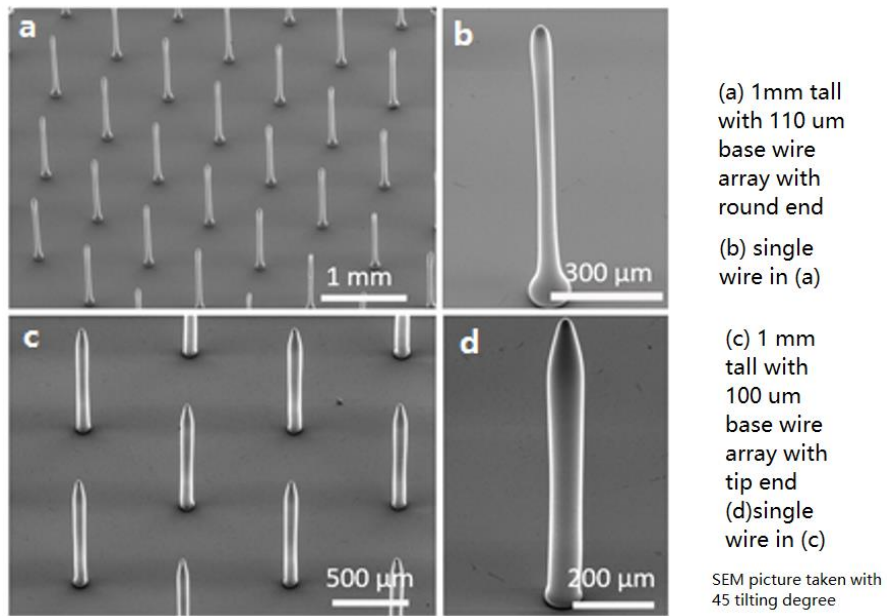 a
b
(a) 1mm tall
with 110 um
base wire
array with
round end
(b) single
wire in (a)
1 mm
300 μm
c
d
(c) 1 mm
tall with
100 um
base wire
array with
tip end
(d)single
wire in (c)
500 μm
200 μm
SEM picture taken with
45 tilting degree